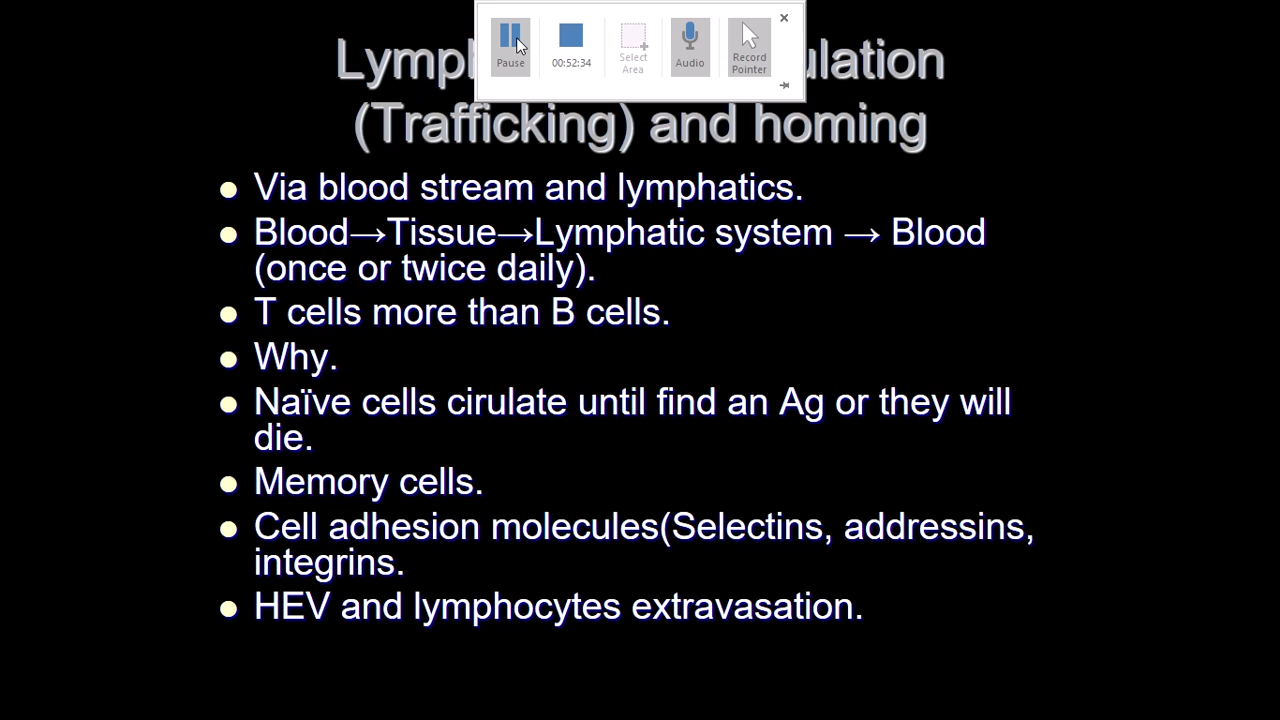 Pause
00:52:34
Select
Area
Audio
Record
Pointer
(Trafficking) and homing
● Via blood stream and lymphatics.
● Blood→Tissue→Lymphatic system → Blood
(once or twice daily).
● T cells more than B cells.
● Why.
● Naïve cells cirulate until find an Ag or they will
die.
● Memory cells.
● Cell adhesion molecules(Selectins, addressins,
integrins.
● HEV and lymphocytes extravasation.